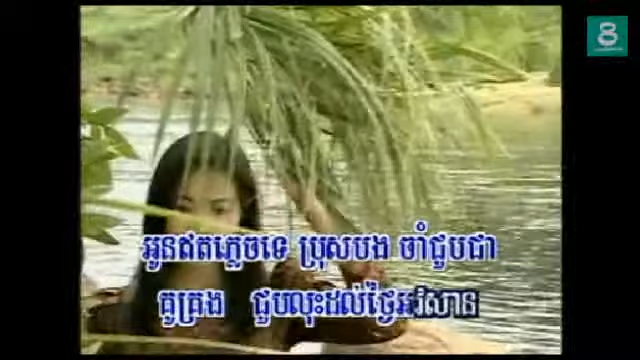 8
អូនឥតភ្លេចទេ ប្រុសបង ចាំជួបជា
គូគ្រង ជួបលុះដល់ថ្ងៃអវសាន